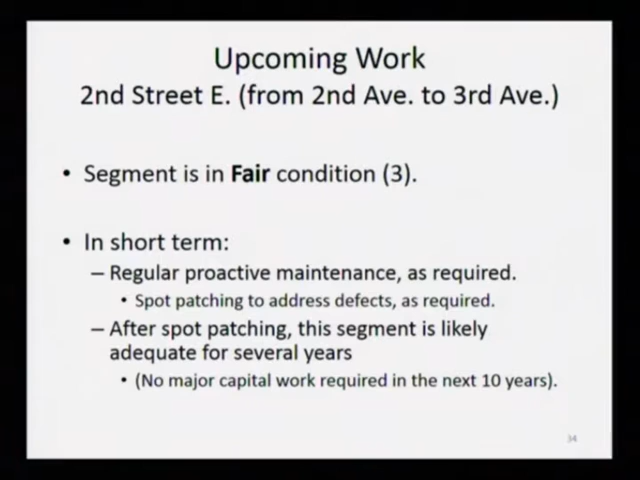 Upcoming Work
2nd Street E. (from 2nd Ave. to 3rd Ave.)
• Segment is in Fair condition (3).
• In short term:
– Regular proactive maintenance, as required.
• Spot patching to address defects, as required.
– After spot patching, this segment is likely
adequate for several years
• (No major capital work required in the next 10 years).
34